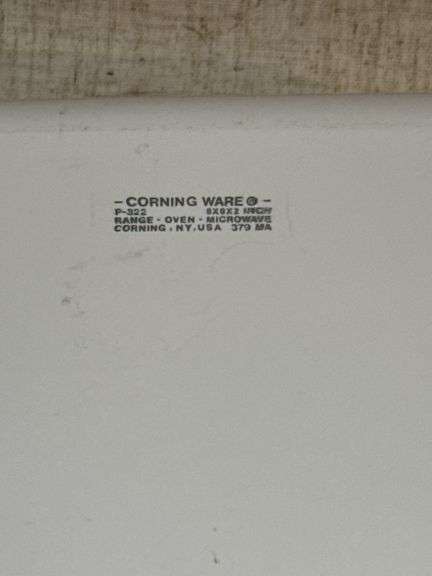 - CORNING WARE ® -
P-322 8X8X2 INCH
RANGE - OVEN - MICROWAVE
CORNING, NY, USA 379 MA